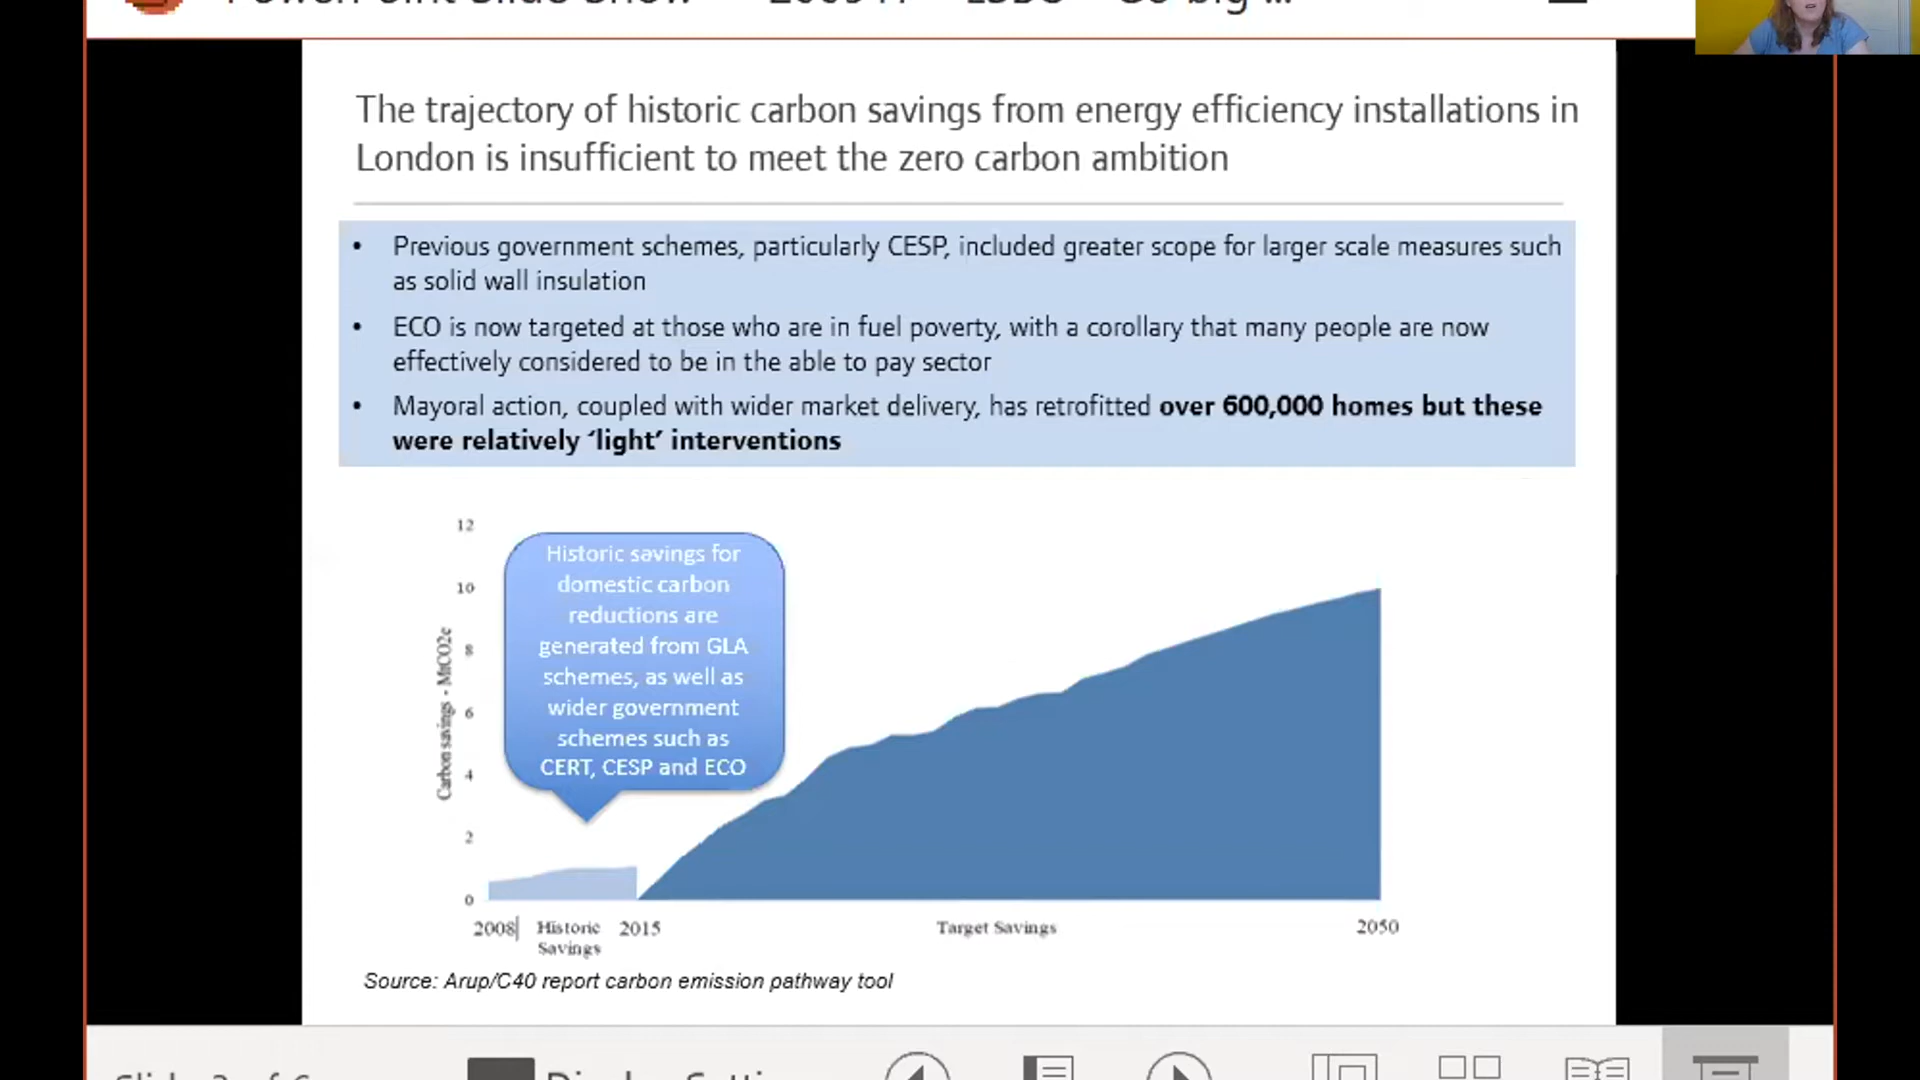 PowerPoint Slide Show
The trajectory of historic carbon savings from energy efficiency installations in
London is insufficient to meet the zero carbon ambition
• Previous government schemes, particularly CESP, included greater scope for larger scale measures such
as solid wall insulation
• ECO is now targeted at those who are in fuel poverty, with a corollary that many people are now
effectively considered to be in the able to pay sector
• Mayoral action, coupled with wider market delivery, has retrofitted over 600,000 homes but these
were relatively ‘light’ interventions
12
10
8
6
4
2
0
Carbon savings - MtCO2e
Historic savings for
domestic carbon
reductions are
generated from GLA
schemes, as well as
wider government
schemes such as
CERT, CESP and ECO
2008 Historic 2015 Target Savings 2050
Savings
Source: Arup/C40 report carbon emission pathway tool